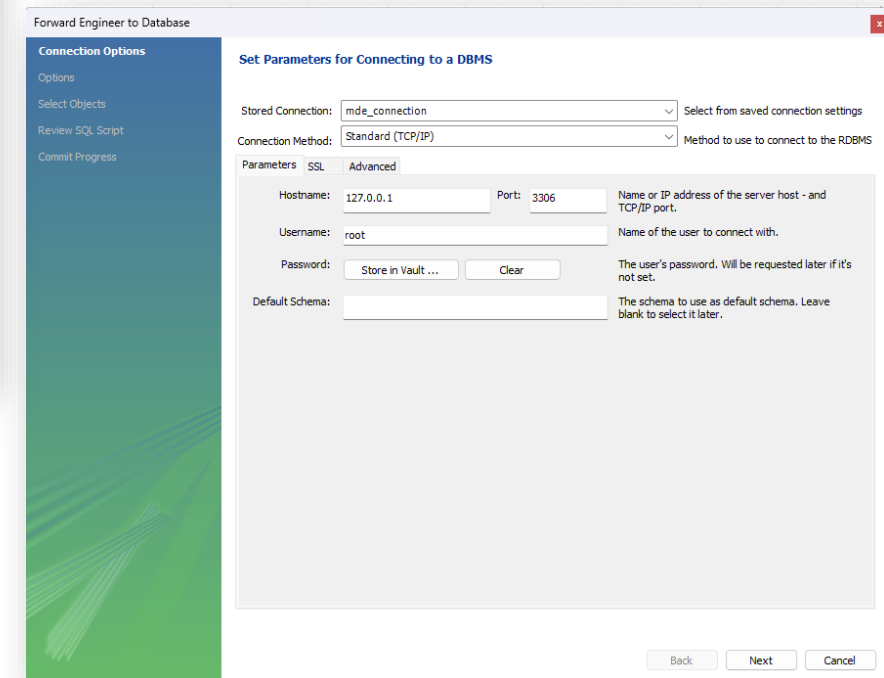 Forward Engineer to Database
x
Connection Options
Options
Select Objects
Review SQL Script
Commit Progress
Set Parameters for Connecting to a DBMS
Stored Connection: mde_connection Select from saved connection settings
Connection Method: Standard (TCP/IP) Method to use to connect to the RDBMS
Parameters SSL Advanced
Hostname: 127.0.0.1 Port: 3306 Name or IP address of the server host - and
TCP/IP port.
Username: root Name of the user to connect with.
Password: Store in Vault ... Clear The user's password. Will be requested later if it's
not set.
Default Schema: The schema to use as default schema. Leave
blank to select it later.
Back Next Cancel